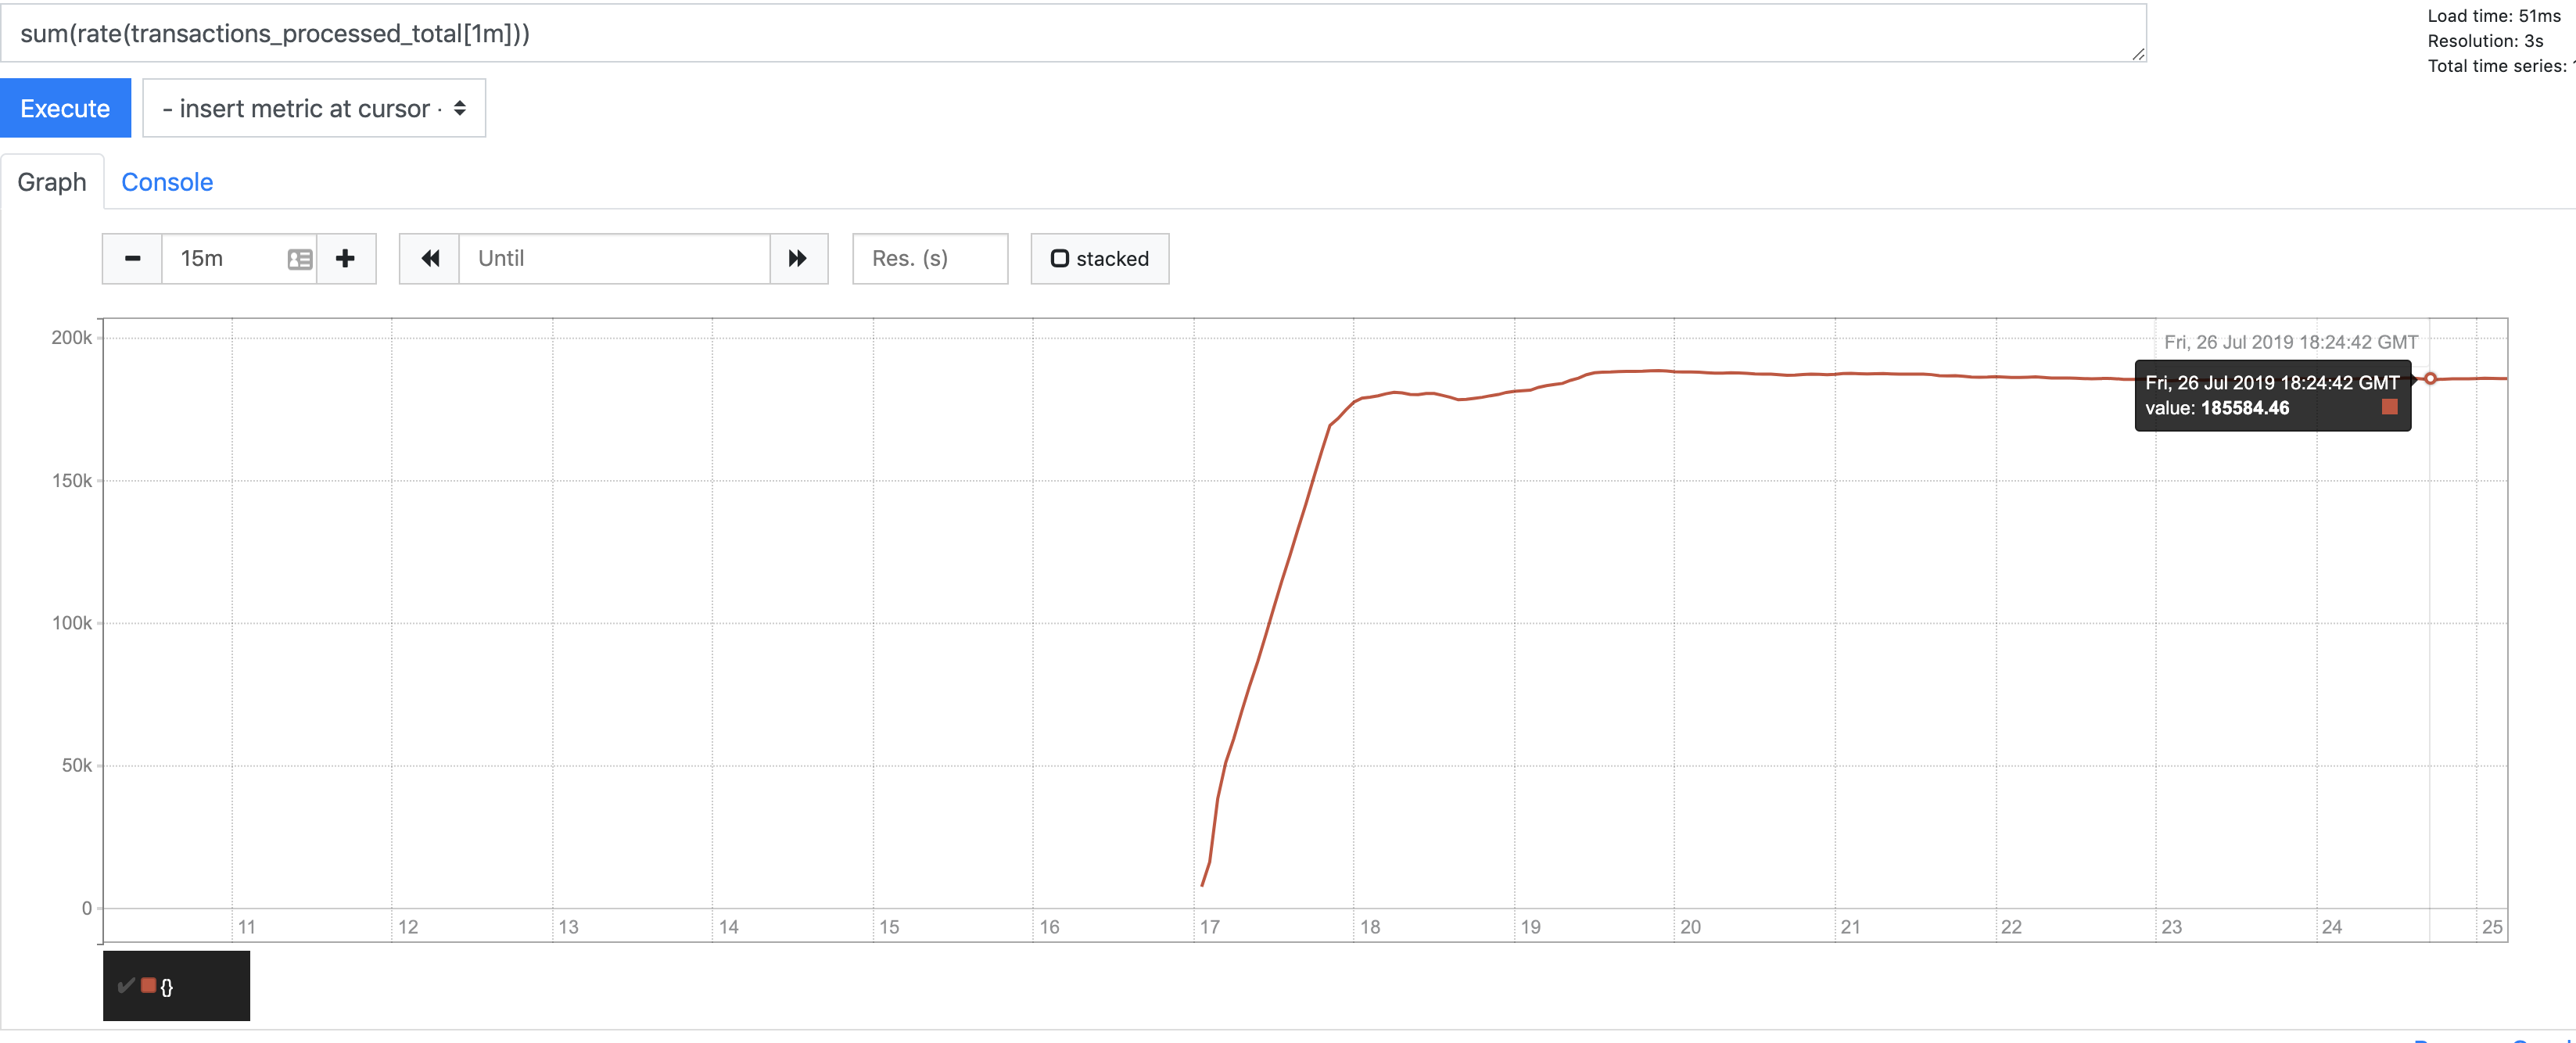 sum(rate(transactions_processed_total[1m]))
Load time: 51ms
Resolution: 3s
Total time series:
Execute
- insert metric at cursor -
Graph
Console
15m
Until
Res. (s)
stacked
200k
150k
100k
50k
0
Fri, 26 Jul 2019 18:24:42 GMT
Fri, 26 Jul 2019 18:24:42 GMT
value: 185584.46
11 12 13 14 15 16 17 18 19 20 21 22 23 24 25
{}